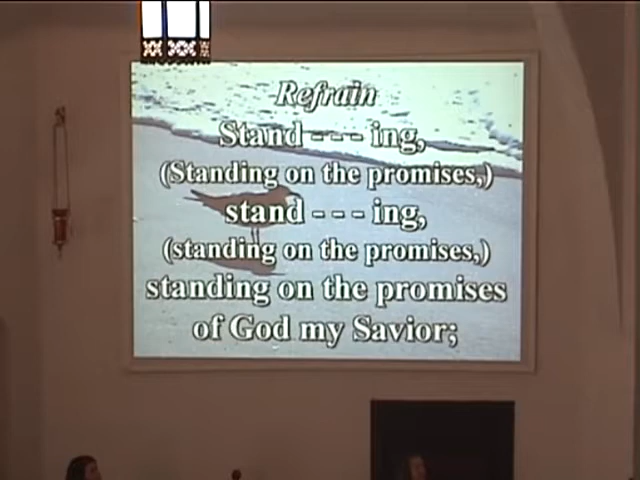 Refrain
Stand - - - ing,
(Standing on the promises,)
stand - - - ing,
(standing on the promises,)
standing on the promises
of God my Savior;